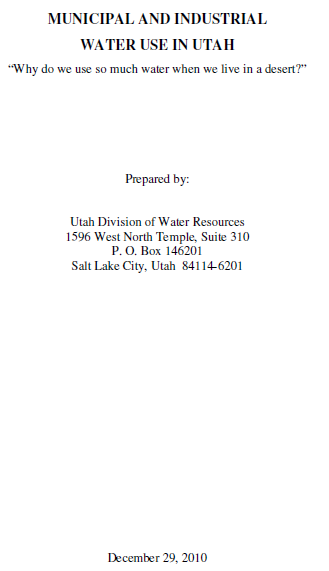 MUNICIPAL AND INDUSTRIAL
WATER USE IN UTAH
“Why do we use so much water when we live in a desert?”
Prepared by:
Utah Division of Water Resources
1596 West North Temple, Suite 310
P. O. Box 146201
Salt Lake City, Utah  84114-6201
December 29, 2010